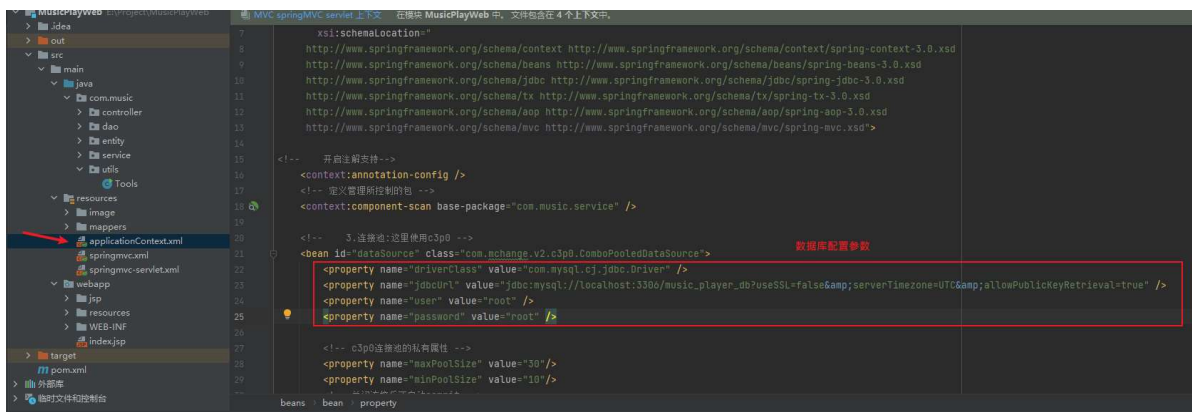 MusicPlayWeb E:\Project\MusicPlayWeb
.idea
out
src
main
java
com.music
controller
dao
entity
service
utils
Tools
resources
image
mappers
applicationContext.xml
springmvc.xml
springmvc-servlet.xml
webapp
jsp
resources
WEB-INF
index.jsp
target
pom.xml
外部库
临时文件和控制台
MVC springMVC servlet 上下文 在模块 MusicPlayWeb 中。 文件包含在 4 个上下文中。
7 xsi:schemaLocation="
8 http://www.springframework.org/schema/context http://www.springframework.org/schema/context/spring-context-3.0.xsd
9 http://www.springframework.org/schema/beans http://www.springframework.org/schema/beans/spring-beans-3.0.xsd
10 http://www.springframework.org/schema/jdbc http://www.springframework.org/schema/jdbc/spring-jdbc-3.0.xsd
11 http://www.springframework.org/schema/tx http://www.springframework.org/schema/tx/spring-tx-3.0.xsd
12 http://www.springframework.org/schema/aop http://www.springframework.org/schema/aop/spring-aop-3.0.xsd
13 http://www.springframework.org/schema/mvc http://www.springframework.org/schema/mvc/spring-mvc.xsd">
14
15 <!-- 开启注解支持-->
16 <context:annotation-config />
17 <!-- 定义管理所控制的包 -->
18 <context:component-scan base-package="com.music.service" />
19
20 <!-- 3.连接池:这里使用c3p0 -->
数据库配置参数
21 <bean id="dataSource" class="com.mchange.v2.c3p0.ComboPooledDataSource">
22 <property name="driverClass" value="com.mysql.cj.jdbc.Driver" />
23 <property name="jdbcUrl" value="jdbc:mysql://localhost:3306/music_player_db?useSSL=false&amp;serverTimezone=UTC&amp;allowPublicKeyRetrieval=true" />
24 <property name="user" value="root" />
25 <property name="password" value="root" />
26
27 <!-- c3p0连接池的私有属性 -->
28 <property name="maxPoolSize" value="30"/>
29 <property name="minPoolSize" value="10"/>
beans bean property